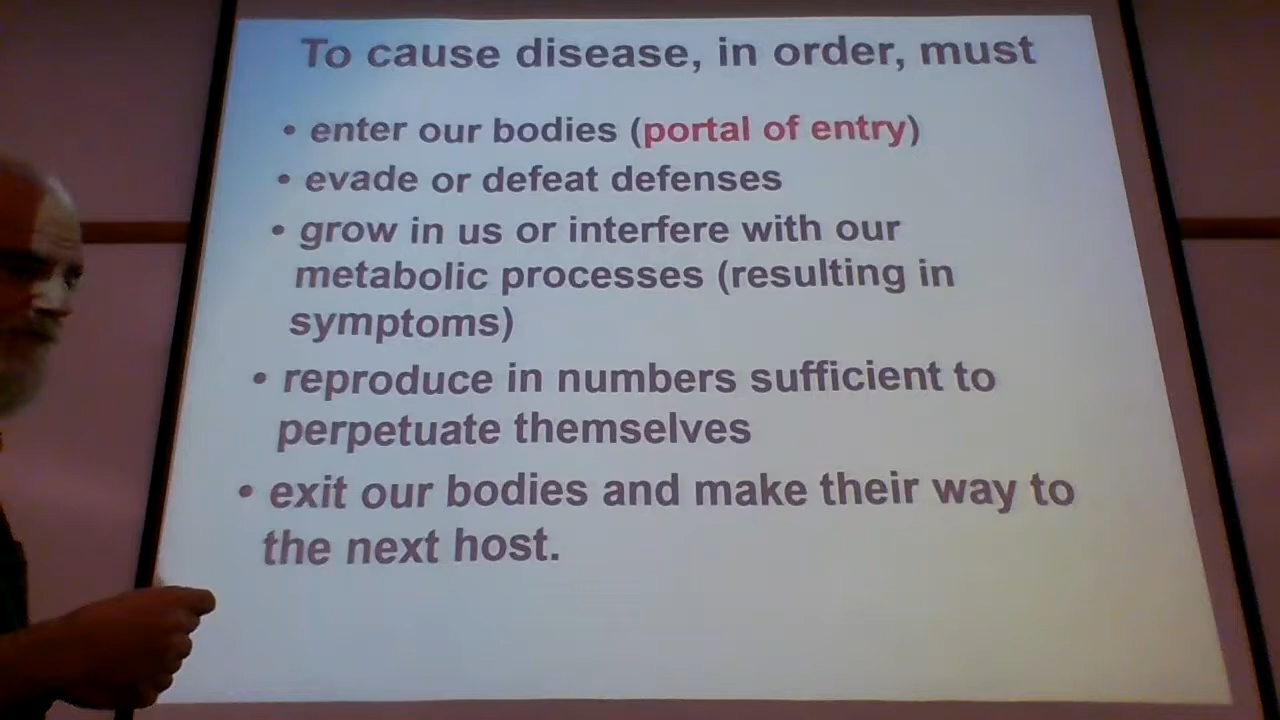 To cause disease, in order, must
• enter our bodies (portal of entry)
• evade or defeat defenses
• grow in us or interfere with our
metabolic processes (resulting in
symptoms)
• reproduce in numbers sufficient to
perpetuate themselves
• exit our bodies and make their way to
the next host.